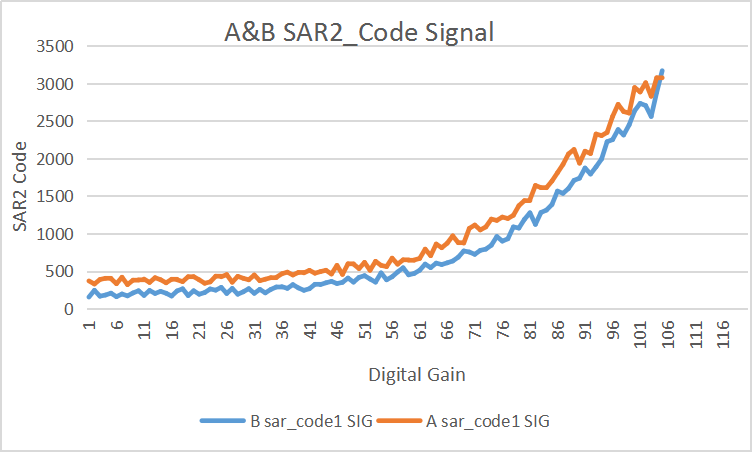 A&B SAR2_Code Signal
3500
3000
2500
2000
1500
1000
500
0
SAR2 Code
1 6 11 16 21 26 31 36 41 46 51 56 61 66 71 76 81 86 91 96 101 106 111 116
Digital Gain
B sar_code1 SIG A sar_code1 SIG